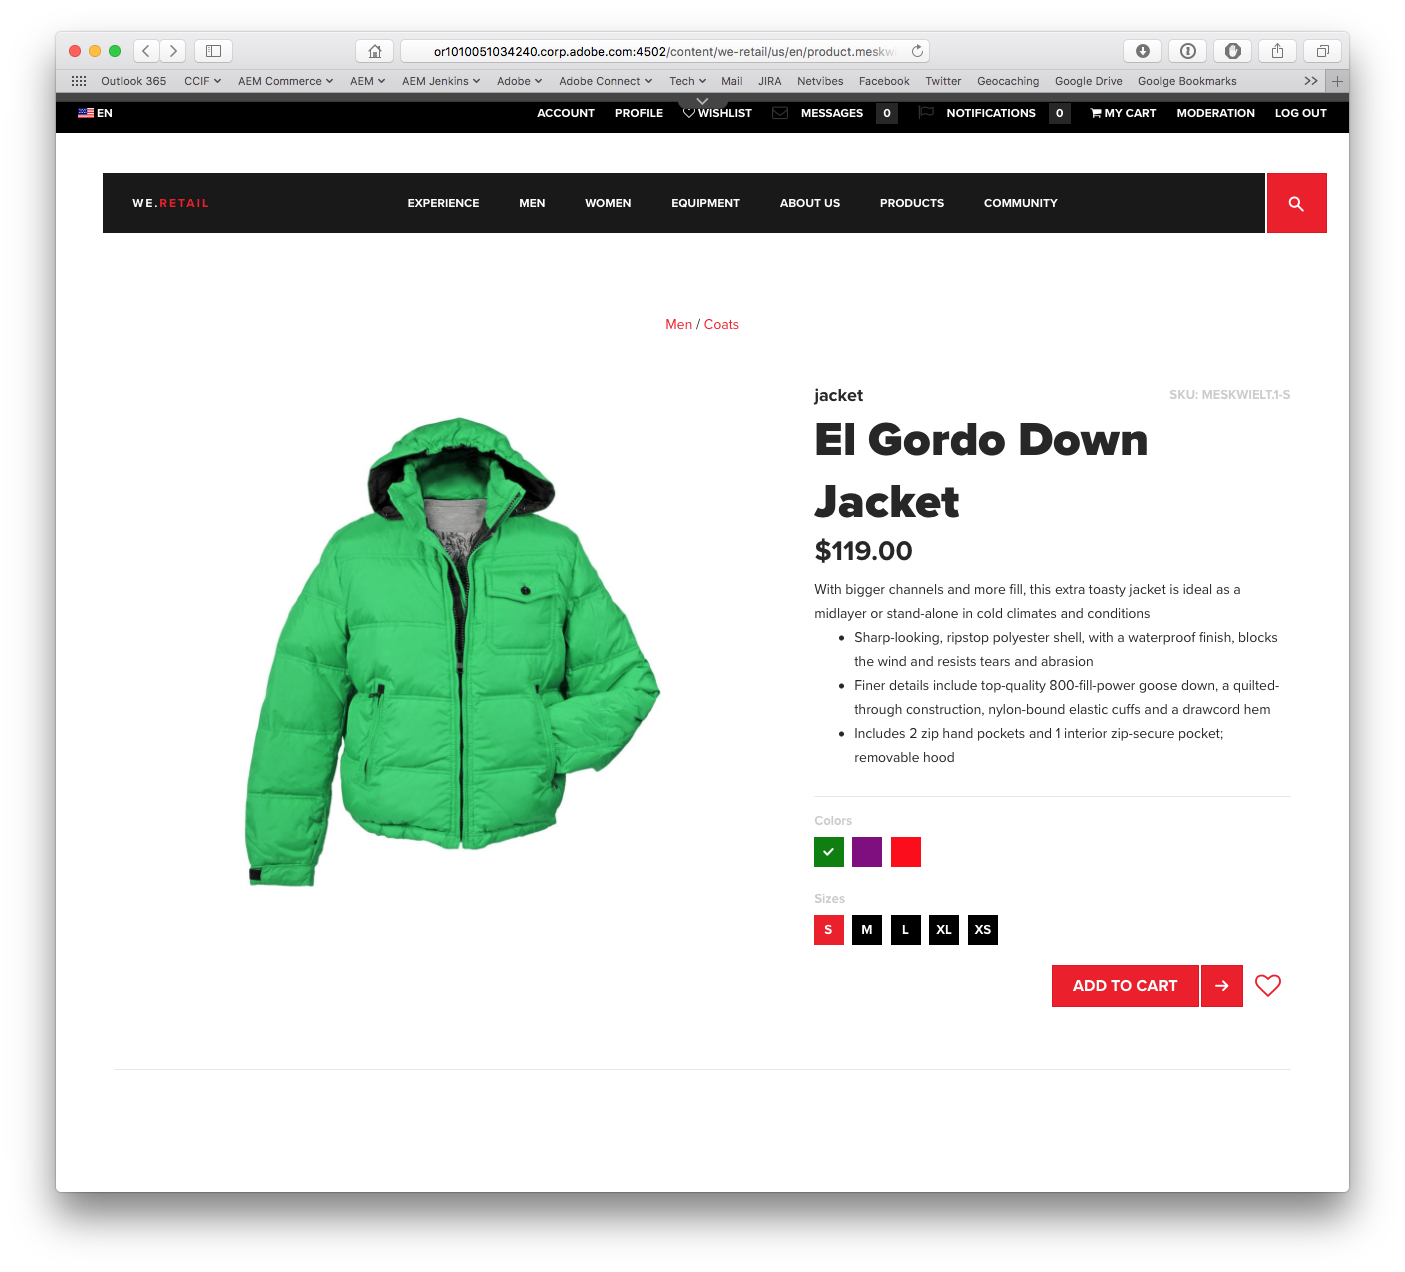 or1010051034240.corp.adobe.com:4502/content/we-retail/us/en/product.meskw
Outlook 365 CCIF AEM Commerce AEM AEM Jenkins Adobe Adobe Connect Tech Mail JIRA Netvibes Facebook Twitter Geocaching Google Drive Goolge Bookmarks >> +
EN ACCOUNT PROFILE WISHLIST MESSAGES 0 NOTIFICATIONS 0 MY CART MODERATION LOG OUT
WE.RETAIL EXPERIENCE MEN WOMEN EQUIPMENT ABOUT US PRODUCTS COMMUNITY
Men / Coats
jacket SKU: MESKWIELT.1-S
El Gordo Down
Jacket
$119.00
With bigger channels and more fill, this extra toasty jacket is ideal as a
midlayer or stand-alone in cold climates and conditions
• Sharp-looking, ripstop polyester shell, with a waterproof finish, blocks
the wind and resists tears and abrasion
• Finer details include top-quality 800-fill-power goose down, a quilted-
through construction, nylon-bound elastic cuffs and a drawcord hem
• Includes 2 zip hand pockets and 1 interior zip-secure pocket;
removable hood
Colors
Sizes
S M L XL XS
ADD TO CART